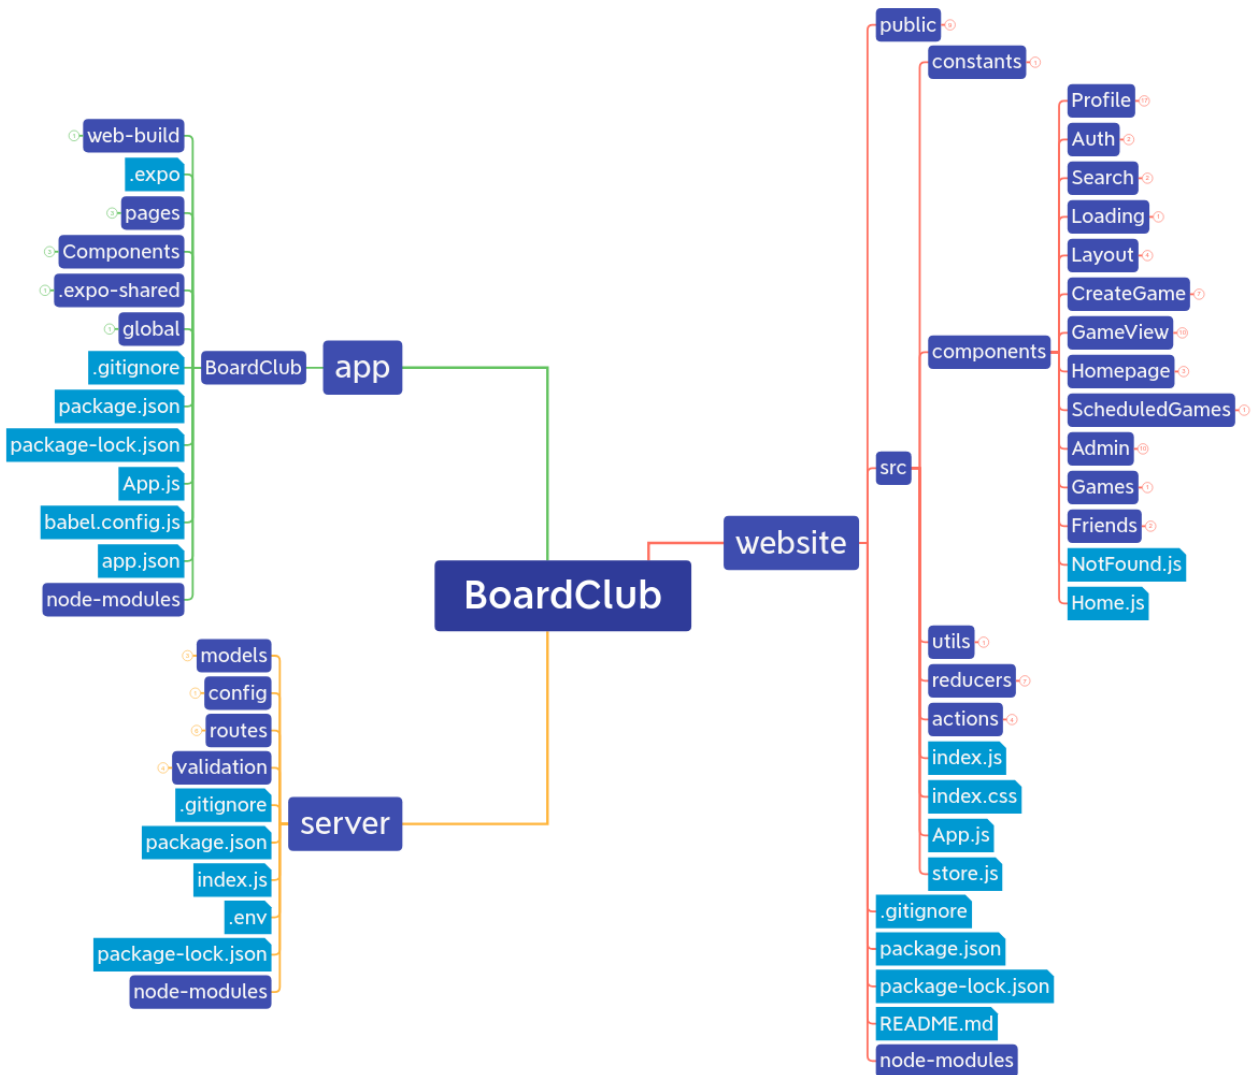 BoardClub
app
BoardClub
web-build
.expo
pages
Components
.expo-shared
global
.gitignore
package.json
package-lock.json
App.js
babel.config.js
app.json
node-modules
server
models
config
routes
validation
.gitignore
package.json
index.js
.env
package-lock.json
node-modules
website
public
src
constants
components
Profile
Auth
Search
Loading
Layout
CreateGame
GameView
Homepage
ScheduledGames
Admin
Games
Friends
NotFound.js
Home.js
utils
reducers
actions
index.js
index.css
App.js
store.js
.gitignore
package.json
package-lock.json
README.md
node-modules